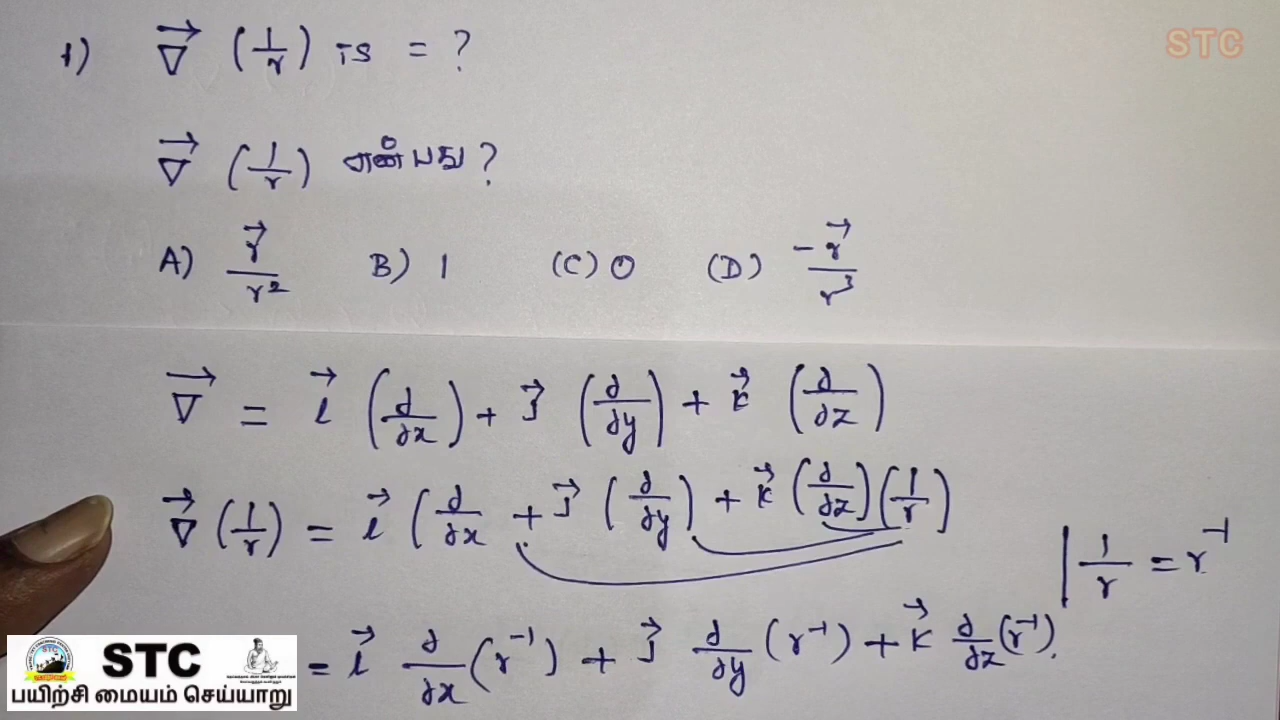 STC
1) ∇⃗ (1/r) is = ?
∇⃗ (1/r) என்பது?
A) r⃗/r² B) 1 (C) 0 (D) -r⃗/r³
∇⃗ = i⃗ (∂/∂x) + j⃗ (∂/∂y) + k⃗ (∂/∂z)
∇⃗ (1/r) = i⃗ (∂/∂x + j⃗ (∂/∂y) + k⃗ (∂/∂z)(1/r)
| 1/r = r⁻¹
= i⃗ ∂/∂x (r⁻¹) + j⃗ ∂/∂y (r⁻¹) + k⃗ ∂/∂z (r⁻¹).
STC
பயிற்சி மையம் செய்யாறு